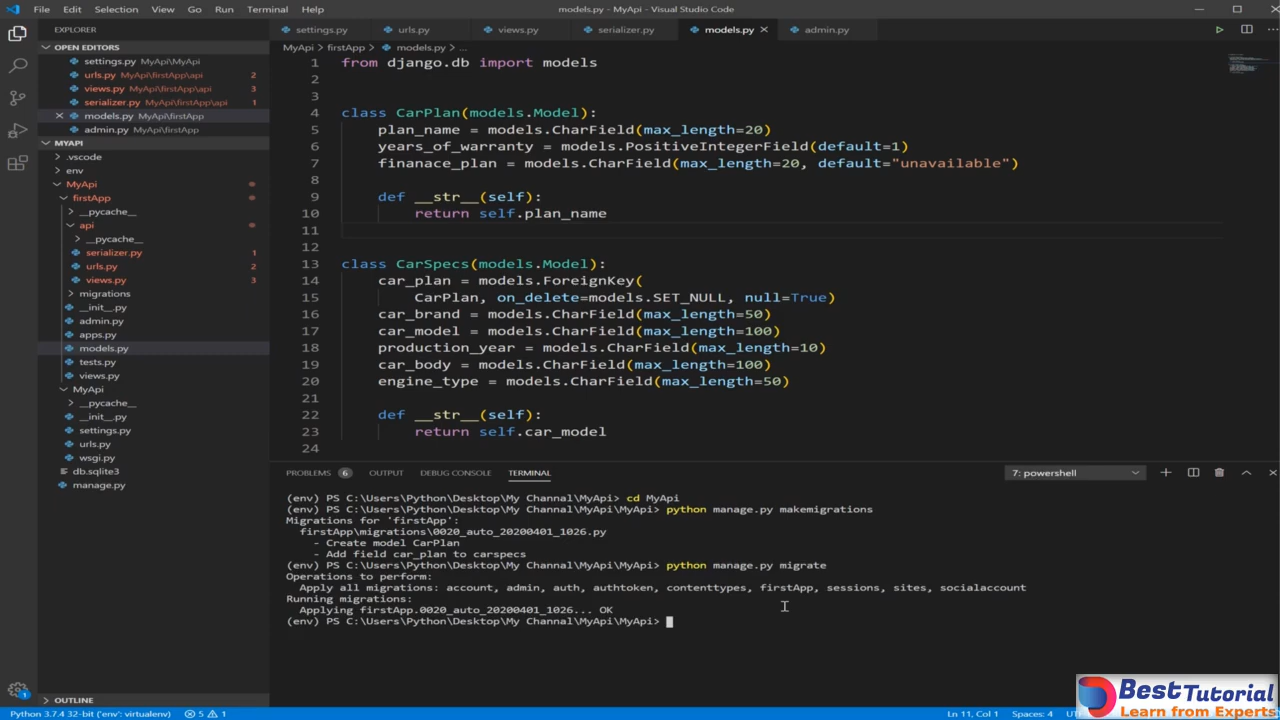 File Edit Selection View Go Run Terminal Help models.py - MyApi - Visual Studio Code
EXPLORER
settings.py urls.py views.py serializer.py models.py admin.py
OPEN EDITORS
settings.py MyApi\MyApi
urls.py MyApi\firstApp\api 2
views.py MyApi\firstApp\api 3
serializer.py MyApi\firstApp\api 1
models.py MyApi\firstApp
admin.py MyApi\firstApp
MYAPI
.vscode
env
MyApi
firstApp
__pycache__
api
__pycache__
serializer.py 1
urls.py 2
views.py 3
migrations
__init__.py
admin.py
apps.py
models.py
tests.py
views.py
MyApi
__pycache__
__init__.py
settings.py
urls.py
wsgi.py
db.sqlite3
manage.py
OUTLINE
MyApi > firstApp > models.py > ...
1 from django.db import models
2
3
4 class CarPlan(models.Model):
5 plan_name = models.CharField(max_length=20)
6 years_of_warranty = models.PositiveIntegerField(default=1)
7 finanace_plan = models.CharField(max_length=20, default="unavailable")
8
9 def __str__(self):
10 return self.plan_name
11
12
13 class CarSpecs(models.Model):
14 car_plan = models.ForeignKey(
15 CarPlan, on_delete=models.SET_NULL, null=True)
16 car_brand = models.CharField(max_length=50)
17 car_model = models.CharField(max_length=100)
18 production_year = models.CharField(max_length=10)
19 car_body = models.CharField(max_length=100)
20 engine_type = models.CharField(max_length=50)
21
22 def __str__(self):
23 return self.car_model
24
PROBLEMS 6 OUTPUT DEBUG CONSOLE TERMINAL 7: powershell
(env) PS C:\Users\Python\Desktop\My Channal\MyApi> cd MyApi
(env) PS C:\Users\Python\Desktop\My Channal\MyApi\MyApi> python manage.py makemigrations
Migrations for 'firstApp':
firstApp\migrations\0020_auto_20200401_1026.py
- Create model CarPlan
- Add field car_plan to carspecs
(env) PS C:\Users\Python\Desktop\My Channal\MyApi\MyApi> python manage.py migrate
Operations to perform:
Apply all migrations: account, admin, auth, authtoken, contenttypes, firstApp, sessions, sites, socialaccount
Running migrations:
Applying firstApp.0020_auto_20200401_1026... OK
(env) PS C:\Users\Python\Desktop\My Channal\MyApi\MyApi>
BestTutorial
Learn from Experts
1
Python 3.7.4 32-bit ('env': virtualenv) 5 1 Ln 11, Col 1 Spaces: 4